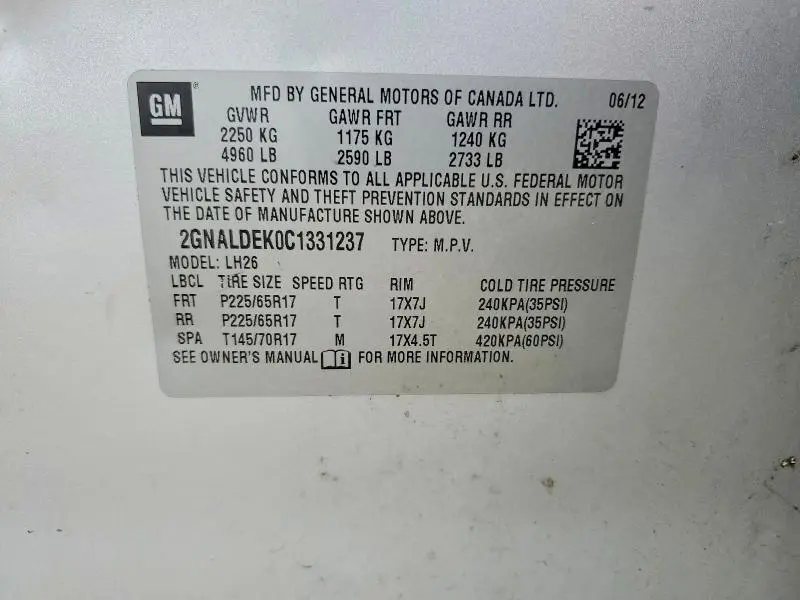 GM ®
MFD BY GENERAL MOTORS OF CANADA LTD. 06/12
GVWR GAWR FRT GAWR RR
2250 KG 1175 KG 1240 KG
4960 LB 2590 LB 2733 LB
THIS VEHICLE CONFORMS TO ALL APPLICABLE U.S. FEDERAL MOTOR
VEHICLE SAFETY AND THEFT PREVENTION STANDARDS IN EFFECT ON
THE DATE OF MANUFACTURE SHOWN ABOVE.
2GNALDEK0C1331237 TYPE: M.P.V.
MODEL: LH26
LBCL TIRE SIZE SPEED RTG RIM COLD TIRE PRESSURE
FRT P225/65R17 T 17X7J 240KPA(35PSI)
RR P225/65R17 T 17X7J 240KPA(35PSI)
SPA T145/70R17 M 17X4.5T 420KPA(60PSI)
SEE OWNER'S MANUAL i FOR MORE INFORMATION.